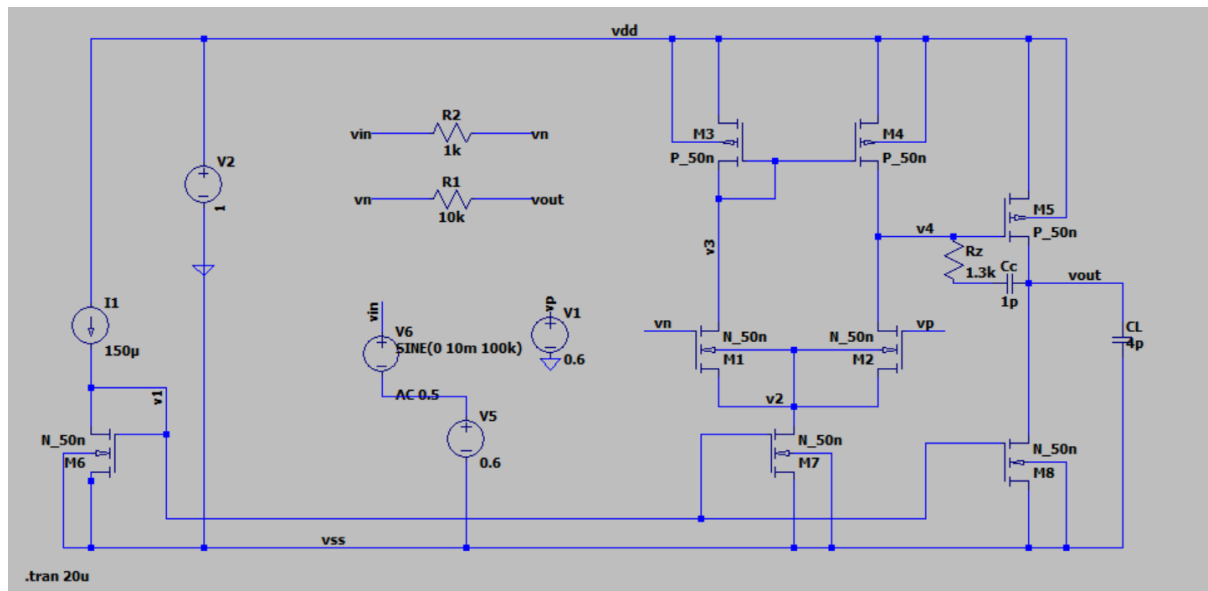 vdd
R2
vin
vn
1k
M3
M4
P_50n
P_50n
V2
1
R1
vn
vout
10k
M5
P_50n
v4
Rz
1.3k
Cc
1p
vout
v3
I1
150µ
vin
V6
SINE(0 10m 100k)
AC 0.5
vp
V1
0.6
vn
N_50n
M1
N_50n
M2
vp
CL
4p
v1
v2
V5
0.6
N_50n
M6
N_50n
M7
N_50n
M8
vss
.tran 20u